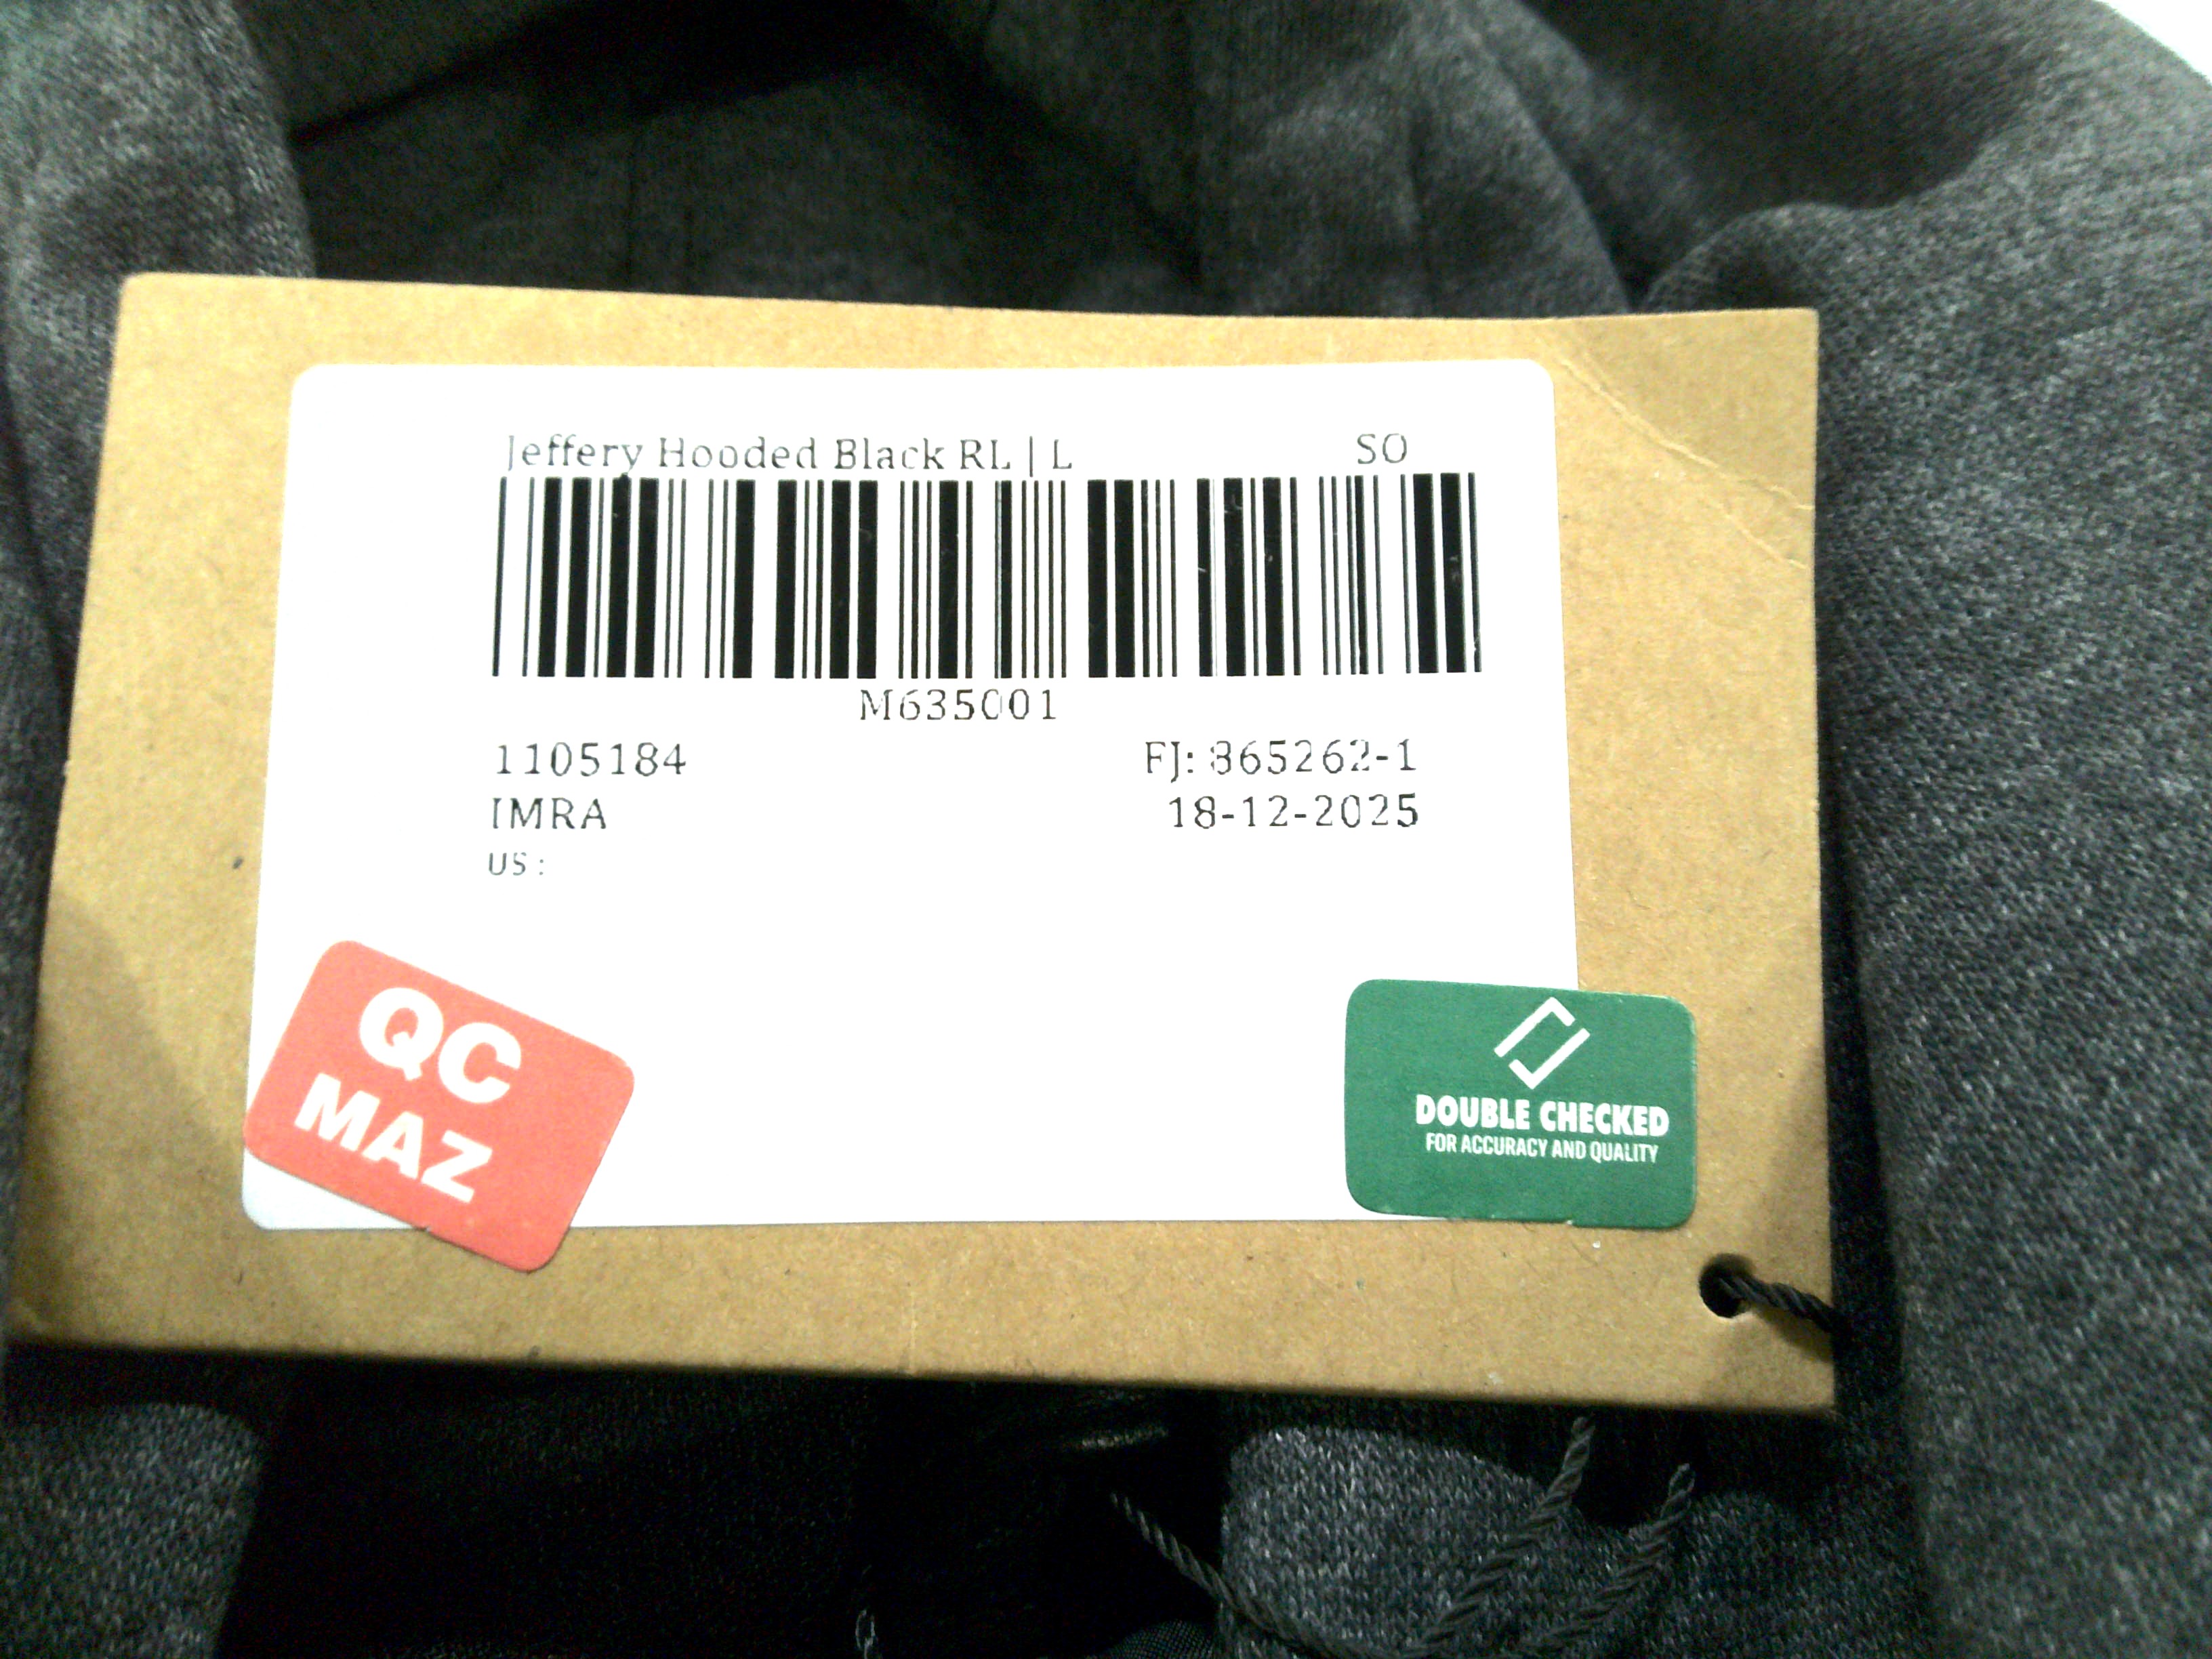 Jeffery Hooded Black RL | L SO
M635001
1105184 FJ: 865262-1
IMRA 18-12-2025
US :
QC
MAZ
DOUBLE CHECKED
FOR ACCURACY AND QUALITY